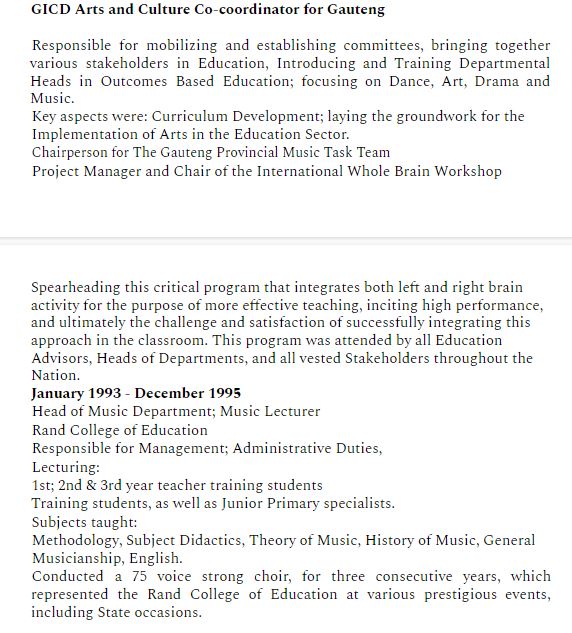 GICD Arts and Culture Co-coordinator for Gauteng
Responsible for mobilizing and establishing committees, bringing together
various stakeholders in Education, Introducing and Training Departmental
Heads in Outcomes Based Education; focusing on Dance, Art, Drama and
Music.
Key aspects were: Curriculum Development; laying the groundwork for the
Implementation of Arts in the Education Sector.
Chairperson for The Gauteng Provincial Music Task Team
Project Manager and Chair of the International Whole Brain Workshop
Spearheading this critical program that integrates both left and right brain
activity for the purpose of more effective teaching, inciting high performance,
and ultimately the challenge and satisfaction of successfully integrating this
approach in the classroom. This program was attended by all Education
Advisors, Heads of Departments, and all vested Stakeholders throughout the
Nation.
January 1993 - December 1995
Head of Music Department; Music Lecturer
Rand College of Education
Responsible for Management; Administrative Duties,
Lecturing:
1st; 2nd & 3rd year teacher training students
Training students, as well as Junior Primary specialists.
Subjects taught:
Methodology, Subject Didactics, Theory of Music, History of Music, General
Musicianship, English.
Conducted a 75 voice strong choir, for three consecutive years, which
represented the Rand College of Education at various prestigious events,
including State occasions.